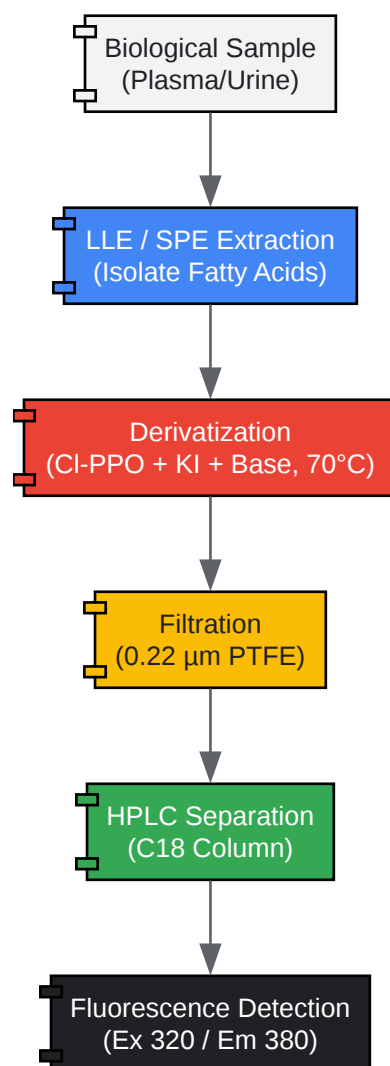 Biological Sample
(Plasma/Urine)
LLE / SPE Extraction
(Isolate Fatty Acids)
Derivatization
(Cl-PPO + KI + Base, 70°C)
Filtration
(0.22 µm PTFE)
HPLC Separation
(C18 Column)
Fluorescence Detection
(Ex 320 / Em 380)